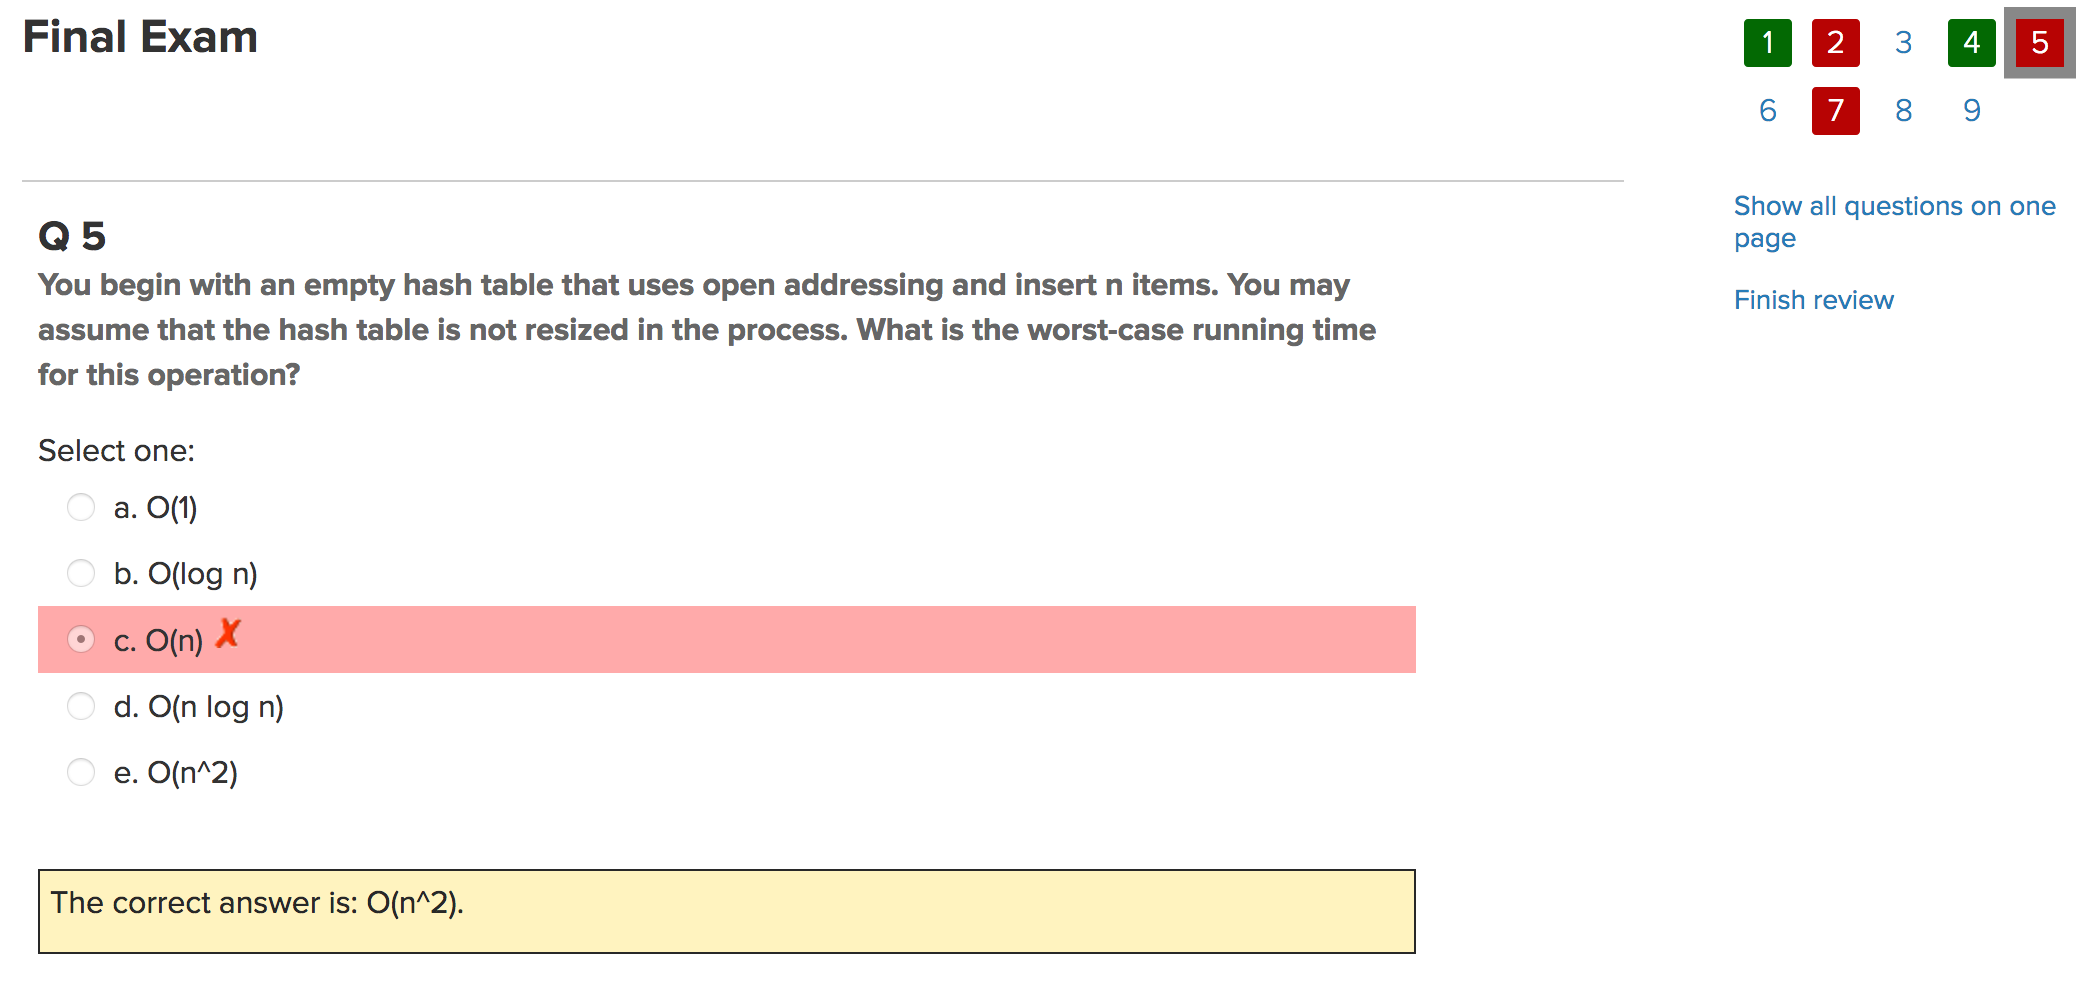 Final Exam
1 2 3 4 5
6 7 8 9
Show all questions on one
page
Finish review
Q 5
You begin with an empty hash table that uses open addressing and insert n items. You may
assume that the hash table is not resized in the process. What is the worst-case running time
for this operation?
Select one:
a. O(1)
b. O(log n)
c. O(n) ✗
d. O(n log n)
e. O(n^2)
The correct answer is: O(n^2).